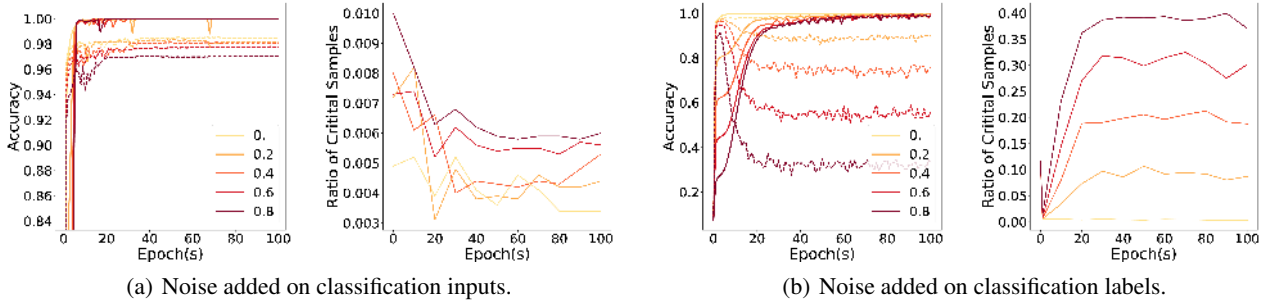 1.00
0.98
0.96
0.94
0.92
0.90
0.88
0.86
0.84
Accuracy
0 20 40 60 80 100
Epoch(s)
0.
0.2
0.4
0.6
0.8
0.010
0.009
0.008
0.007
0.006
0.005
0.004
0.003
Ratio of Critital Samples
0 20 40 60 80 100
Epoch(s)
(a) Noise added on classification inputs.
1.0
0.8
0.6
0.4
0.2
Accuracy
0 20 40 60 80 100
Epoch(s)
0.
0.2
0.4
0.6
0.8
0.40
0.35
0.30
0.25
0.20
0.15
0.10
0.05
0.00
Ratio of Critital Samples
0 20 40 60 80 100
Epoch(s)
(b) Noise added on classification labels.